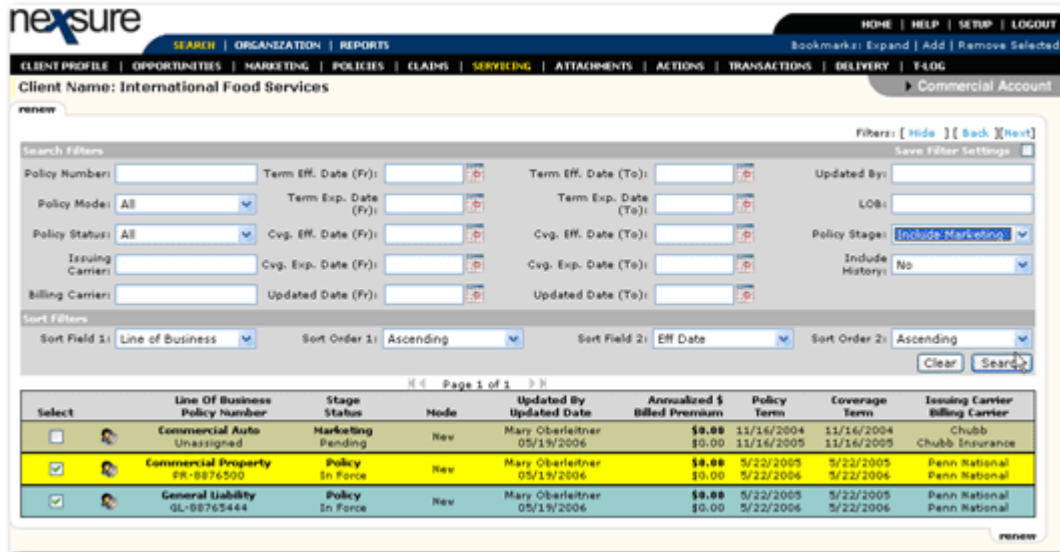 nexsure
HOME | HELP | SETUP | LOGOUT
SEARCH | ORGANIZATION | REPORTS
Bookmarks: Expand | Add | Remove Selected
CLIENT PROFILE | OPPORTUNITIES | MARKETING | POLICIES | CLAIMS | SERVICING | ATTACHMENTS | ACTIONS | TRANSACTIONS | DELIVERY | T-LOG
Client Name: International Food Services
Commercial Account
renew
Filters: [ Hide ] [ Back ][Next]
Search Filters Save Filter Settings
Policy Number: Term Eff. Date (Fr): Term Eff. Date (To): Updated By:
Policy Mode: All Term Exp. Date (Fr): Term Exp. Date (To): LOB:
Policy Status: All Cvg. Eff. Date (Fr): Cvg. Eff. Date (To): Policy Stage: Include Marketing
Issuing Carrier: Cvg. Exp. Date (Fr): Cvg. Exp. Date (To): Include History: No
Billing Carrier: Updated Date (Fr): Updated Date (To):
Sort Filters
Sort Field 1: Line of Business Sort Order 1: Ascending Sort Field 2: Eff Date Sort Order 2: Ascending
Clear Search
Page 1 of 1
Line Of Business Stage Updated By Annualized $ Policy Coverage Issuing Carrier
Select Policy Number Status Mode Updated Date Billed Premium Term Term Billing Carrier
Commercial Auto Marketing New Mary Oberleitner $0.00 11/16/2004 11/16/2004 Chubb
Unassigned Pending 05/19/2006 $0.00 11/16/2005 11/16/2005 Chubb Insurance
Commercial Property Policy New Mary Oberleitner $0.00 5/22/2005 5/22/2005 Penn National
PR-8876500 In Force 05/19/2006 $0.00 5/22/2006 5/22/2006 Penn National
General Liability Policy New Mary Oberleitner $0.00 5/22/2005 5/22/2005 Penn National
GL-88765444 In Force 05/19/2006 $0.00 5/22/2006 5/22/2006 Penn National
renew